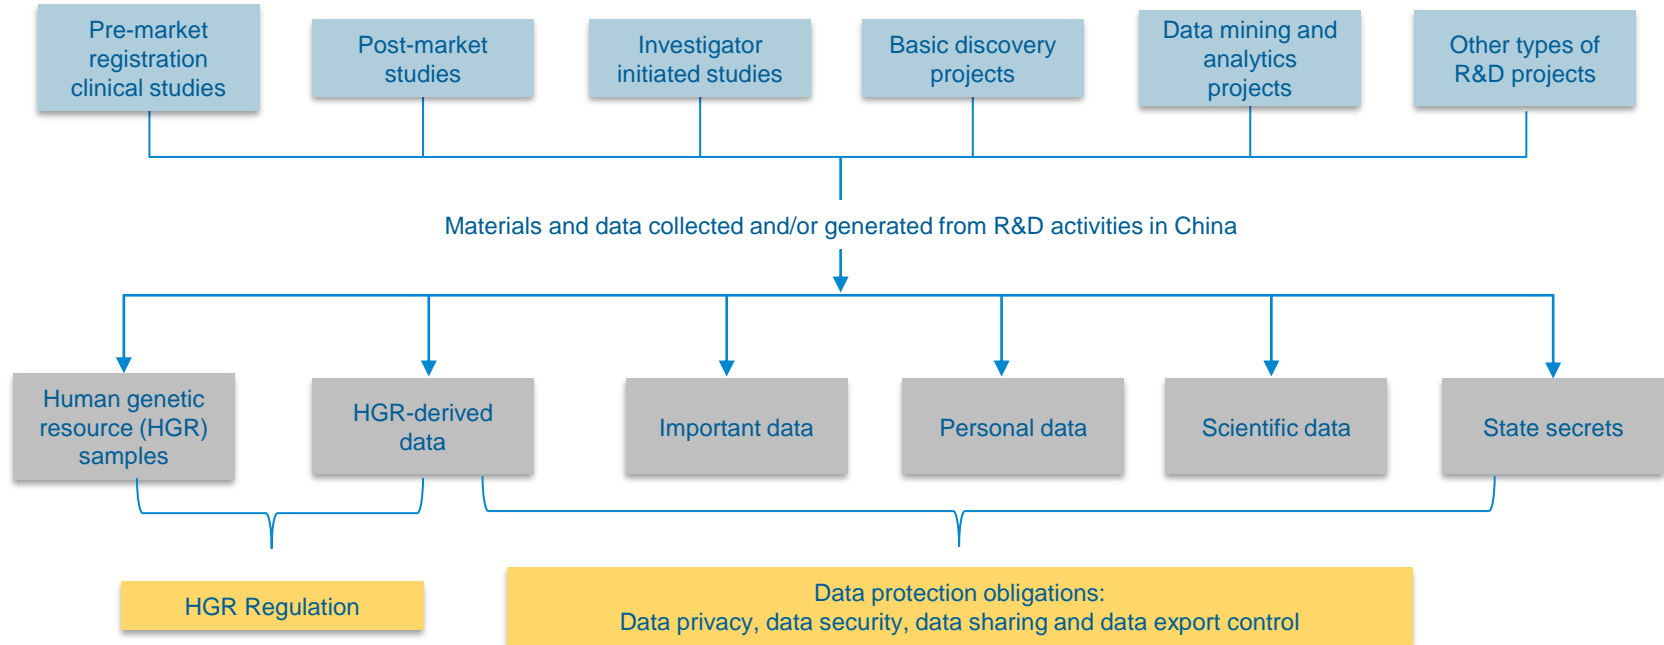 Pre-market
registration
clinical studies
Post-market
studies
Investigator
initiated studies
Basic discovery
projects
Data mining and
analytics
projects
Other types of
R&D projects
Materials and data collected and/or generated from R&D activities in China
Human genetic
resource (HGR)
samples
HGR-derived
data
Important data
Personal data
Scientific data
State secrets
HGR Regulation
Data protection obligations:
Data privacy, data security, data sharing and data export control